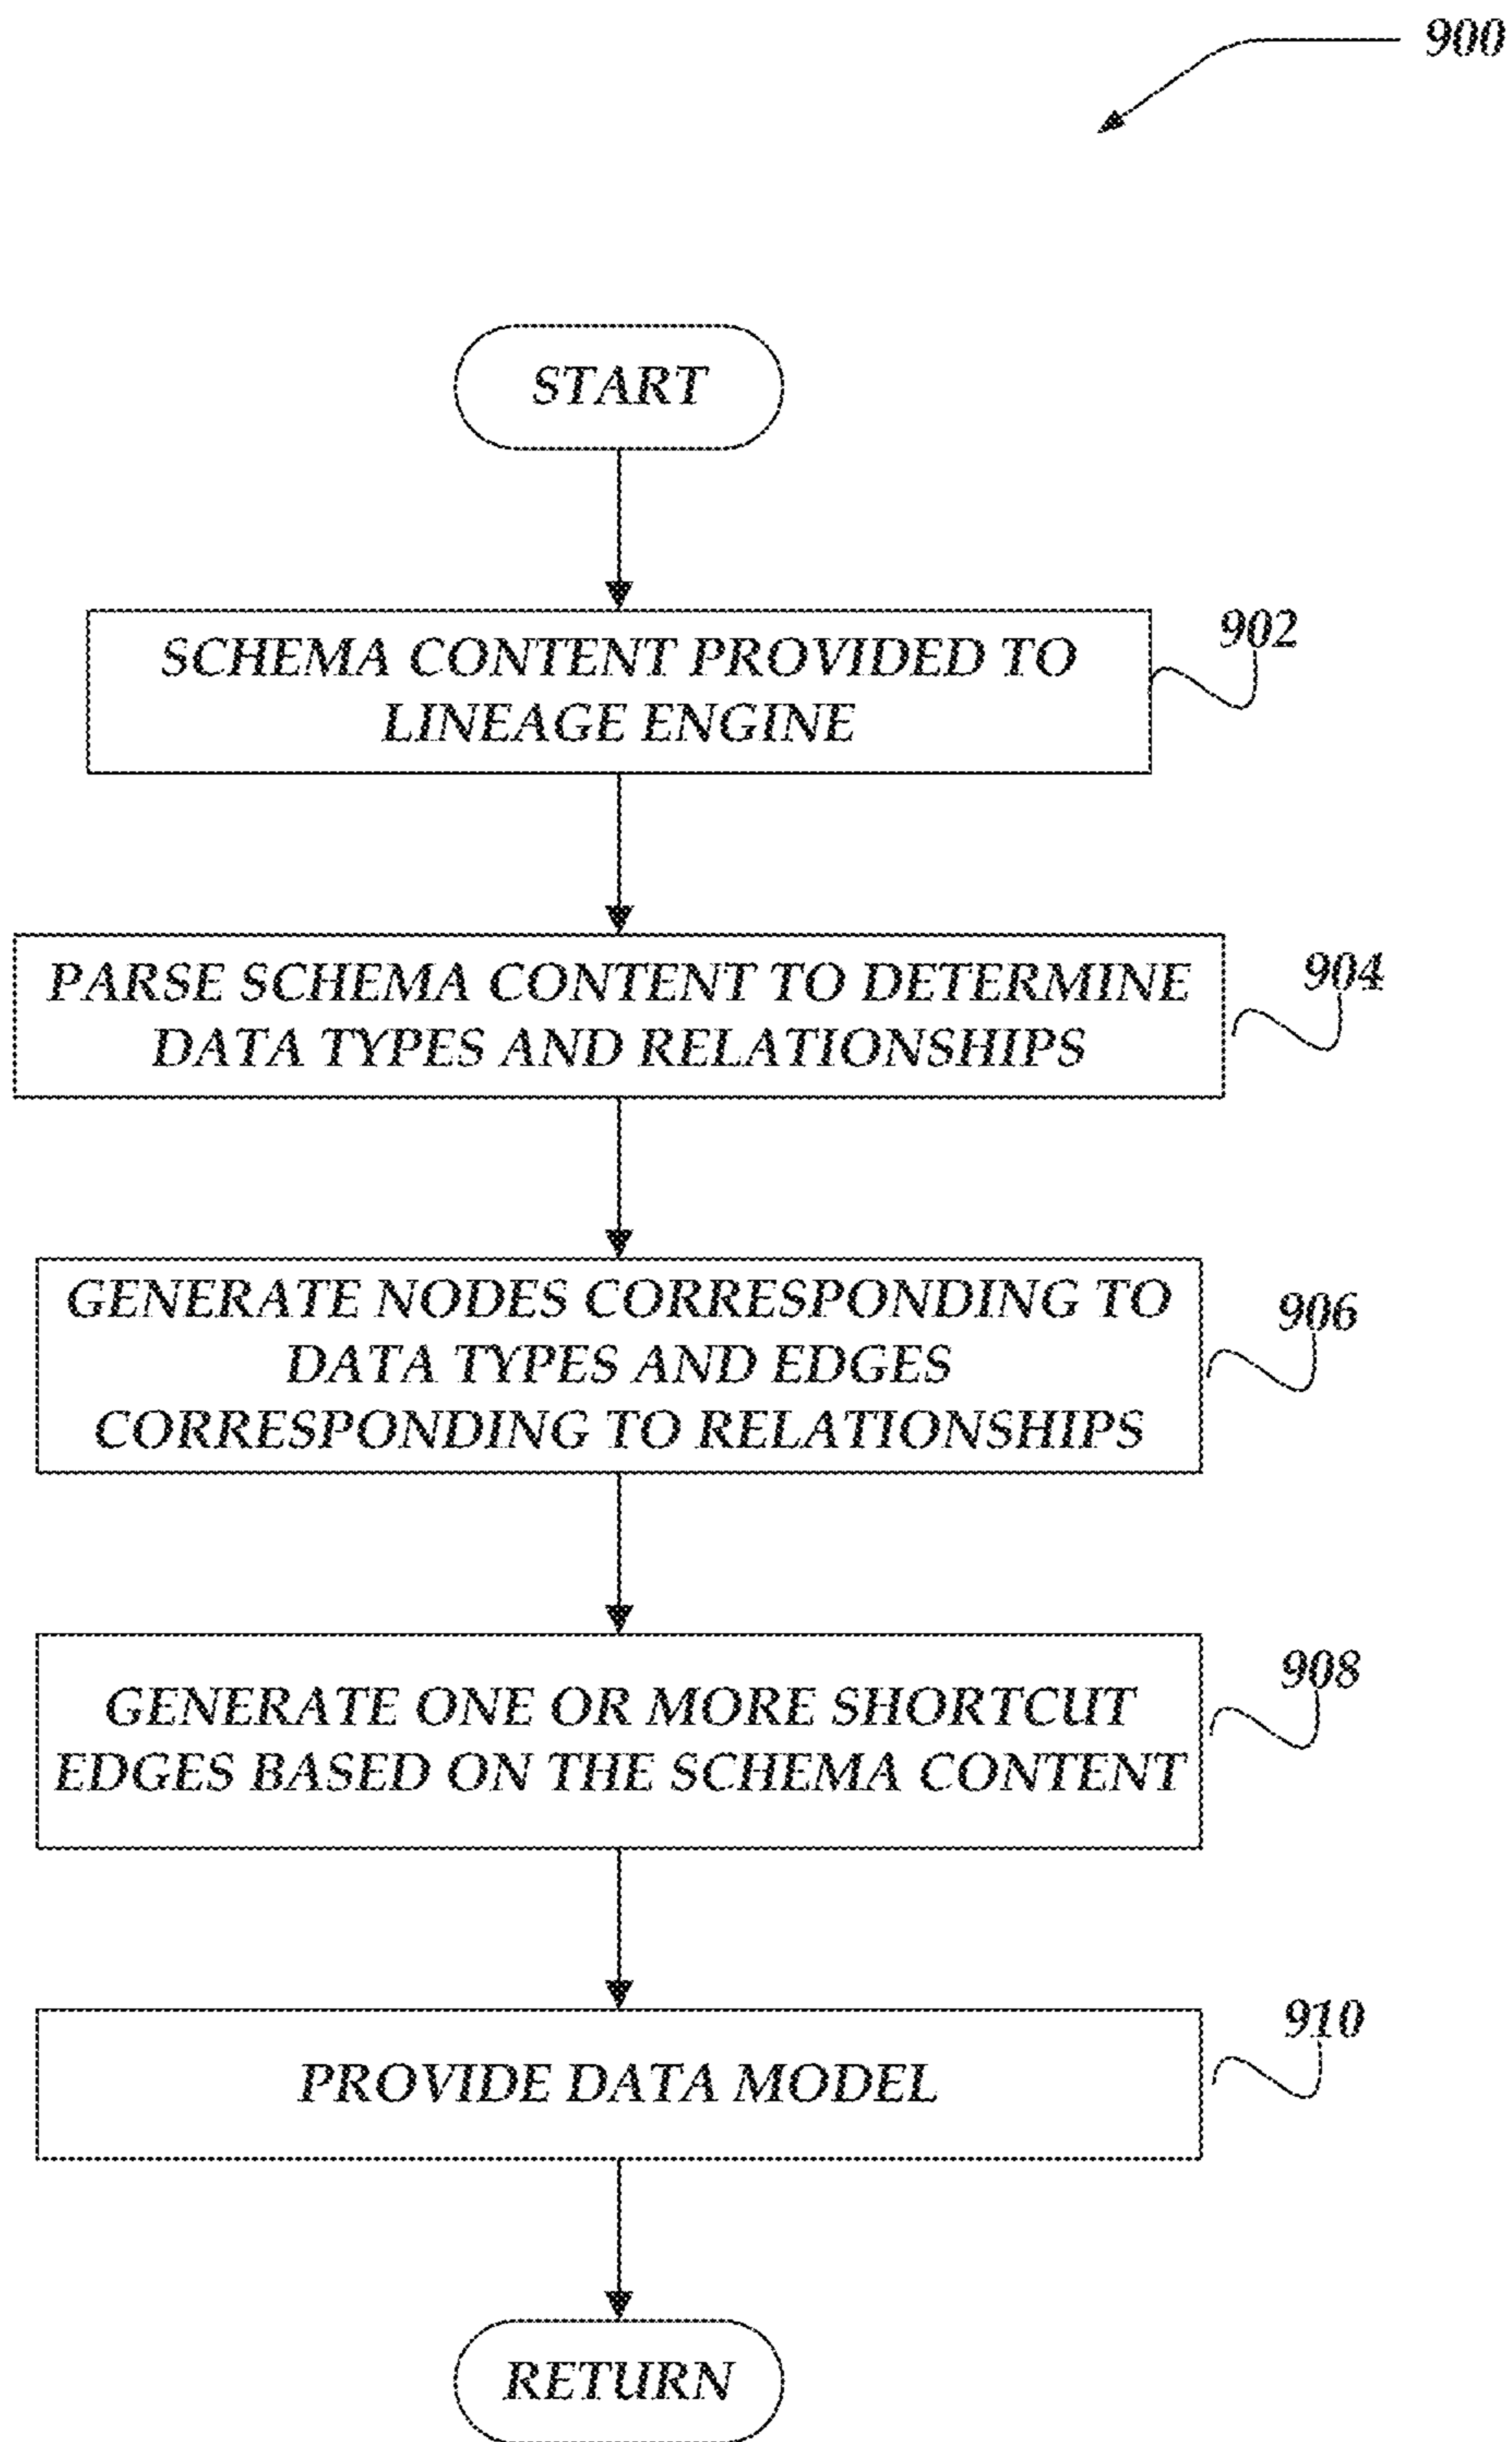 900
START
SCHEMA CONTENT PROVIDED TO
LINEAGE ENGINE
902
PARSE SCHEMA CONTENT TO DETERMINE
DATA TYPES AND RELATIONSHIPS
904
GENERATE NODES CORRESPONDING TO
DATA TYPES AND EDGES
CORRESPONDING TO RELATIONSHIPS
906
GENERATE ONE OR MORE SHORTCUT
EDGES BASED ON THE SCHEMA CONTENT
908
PROVIDE DATA MODEL
910
RETURN